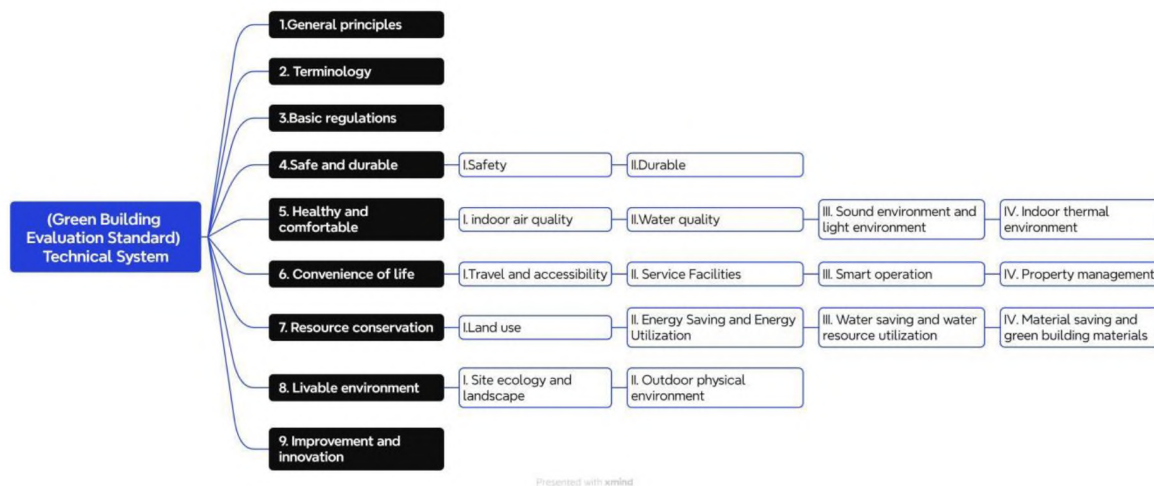 1.General principles
2. Terminology
3.Basic regulations
4.Safe and durable
I.Safety
II.Durable
(Green Building
Evaluation Standard)
Technical System
5. Healthy and
comfortable
I. indoor air quality
II.Water quality
III. Sound environment and
light environment
IV. Indoor thermal
environment
6. Convenience of life
I.Travel and accessibility
II. Service Facilities
III. Smart operation
IV. Property management
7. Resource conservation
I.Land use
II. Energy Saving and Energy
Utilization
III. Water saving and water
resource utilization
IV. Material saving and
green building materials
8. Livable environment
I. Site ecology and
landscape
II. Outdoor physical
environment
9. Improvement and
innovation
Presented with xmind